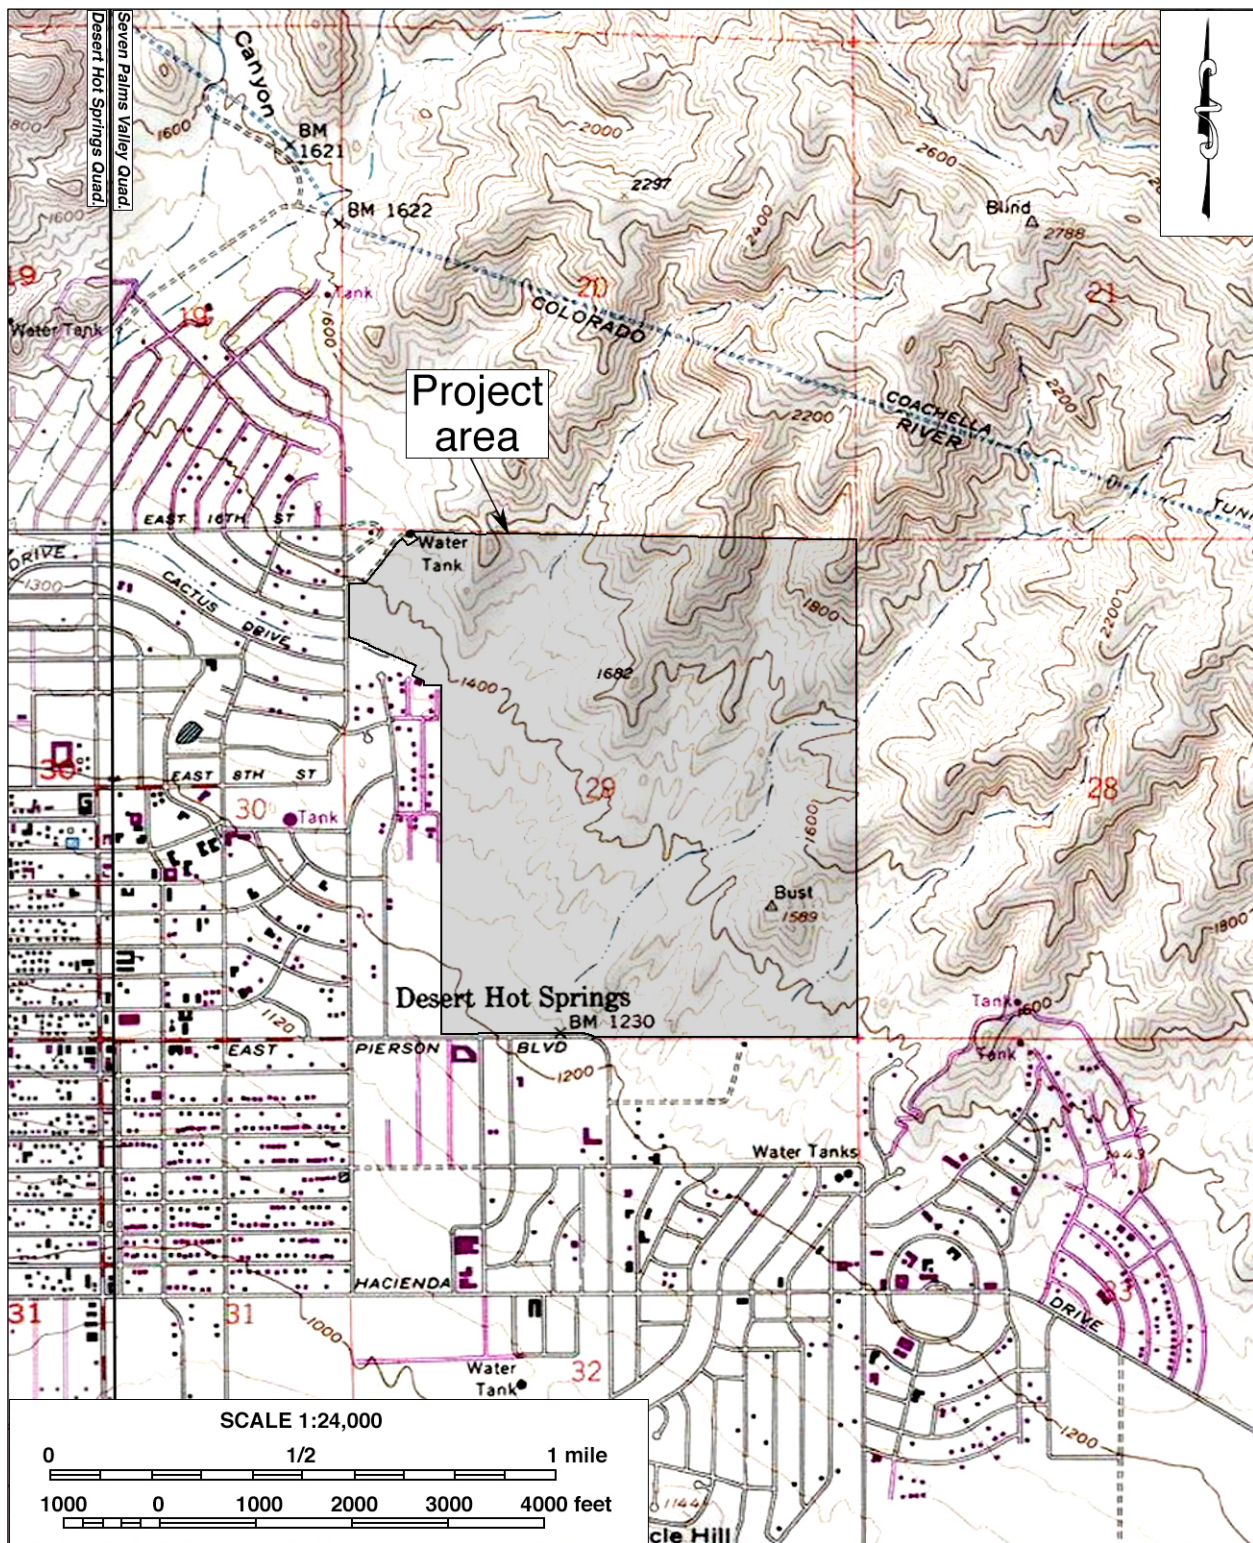 Seven Palms Valley Quad.
Desert Hot Springs Quad.
Canyon
BM
1621
1600
BM 1622
2000
2297
2400
2600
Blind
2788
1600
19
19
Tank
1600
Water Tank
20
21
COLORADO
COACHELLA
RIVER
2200
2200
Project
area
EAST 16TH ST
Water
Tank
DRIVE
1300
CACTUS
DRIVE
1800
2200
1682
1400
30
EAST 8TH ST
30
Tank
29
28
1600
Bust
1589
1800
Desert Hot Springs
BM 1230
Tank
1600
1120
EAST PIERSON BLVD
Tank
1200
Water Tanks
1443
HACIENDA
31
31
1000
33
DRIVE
32
Water
Tank
1200
1144
cle Hill
SCALE 1:24,000
0 1/2 1 mile
1000 0 1000 2000 3000 4000 feet